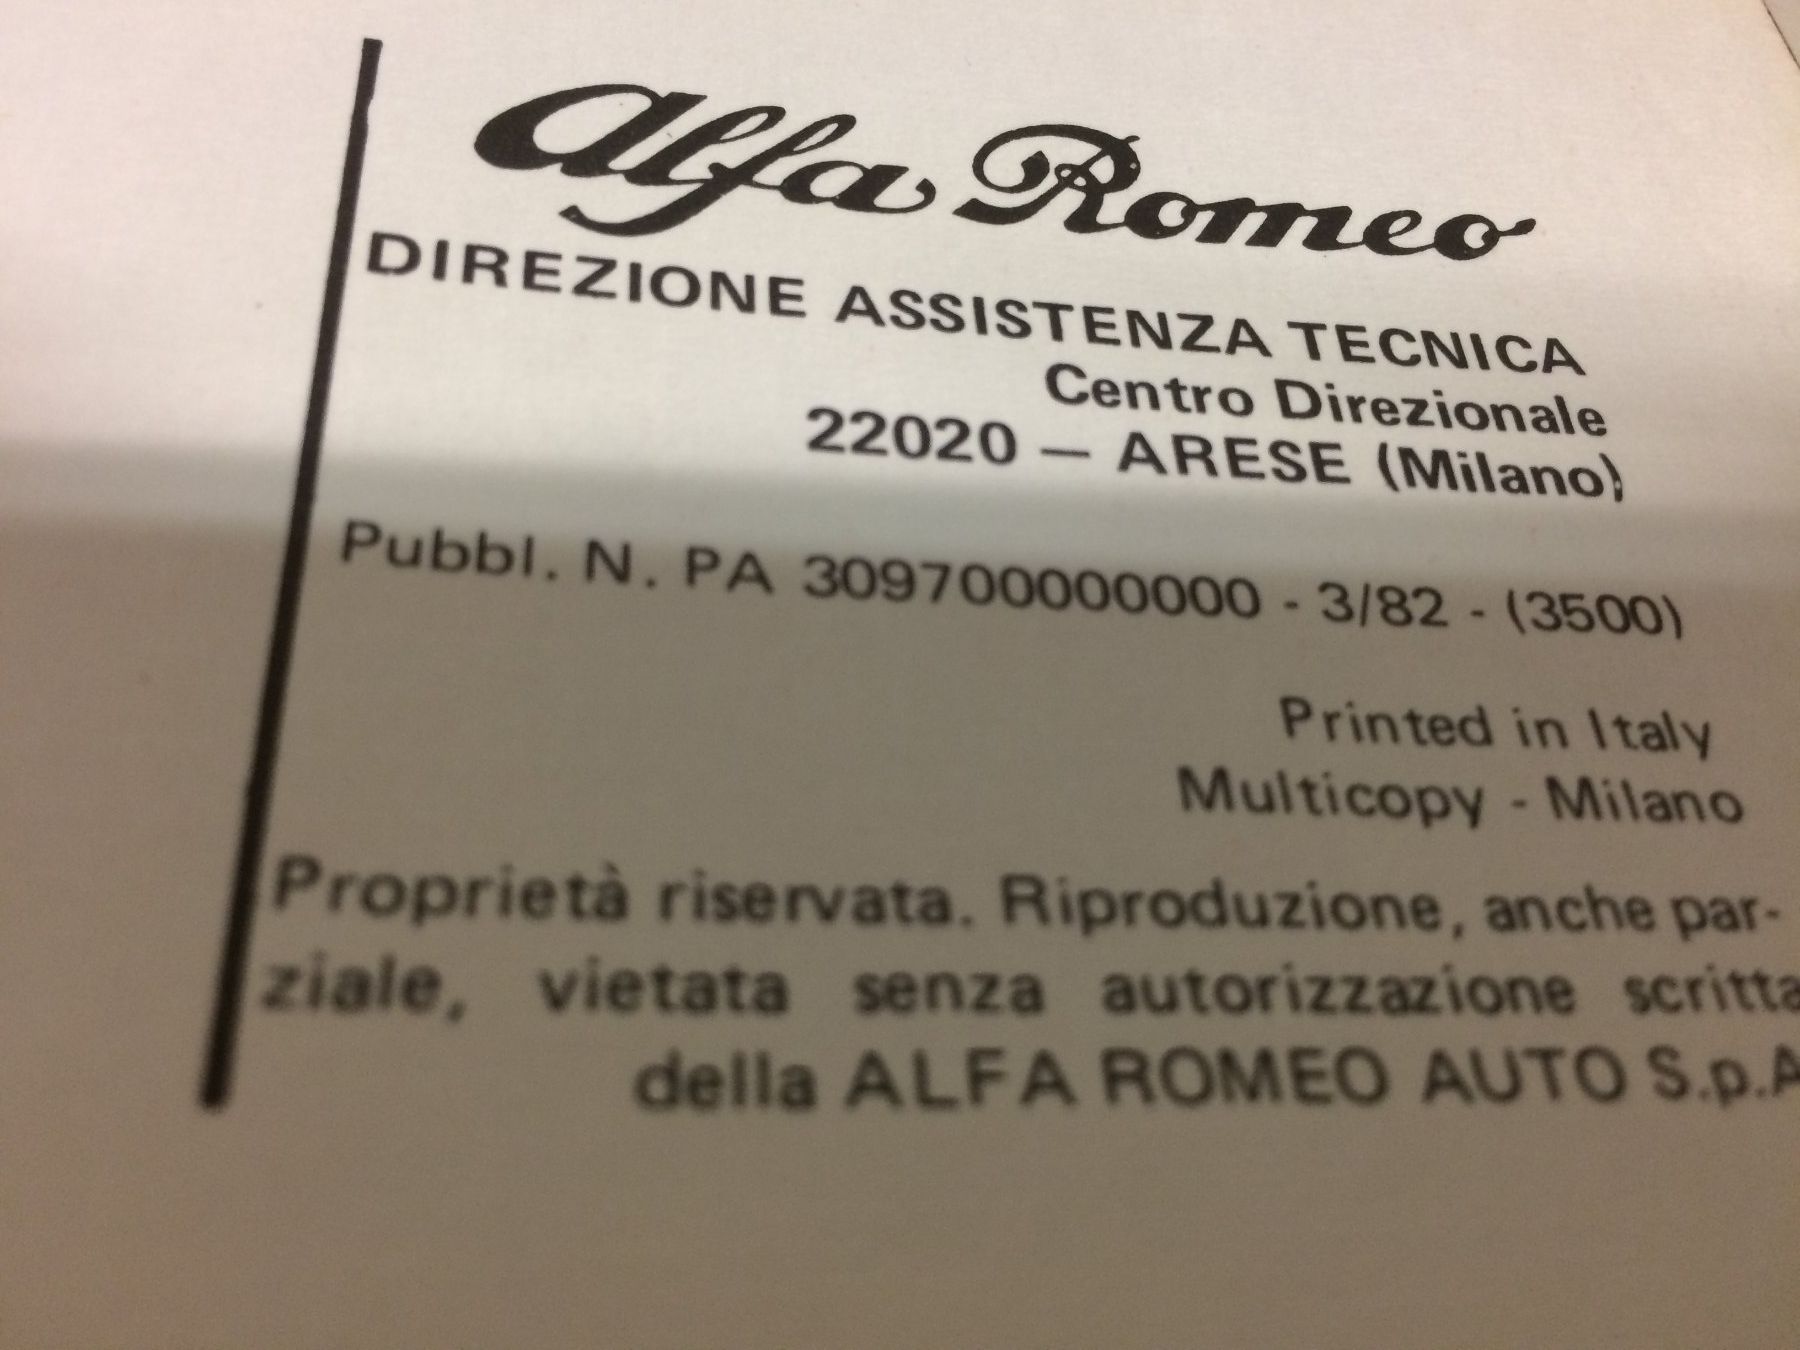 Alfa Romeo
DIREZIONE ASSISTENZA TECNICA
Centro Direzionale
22020 — ARESE (Milano)
Pubbl. N. PA 309700000000 - 3/82 - (3500)
Printed in Italy
Multicopy - Milano
Proprietà riservata. Riproduzione, anche par-
ziale, vietata senza autorizzazione scritta
della ALFA ROMEO AUTO S.p.A